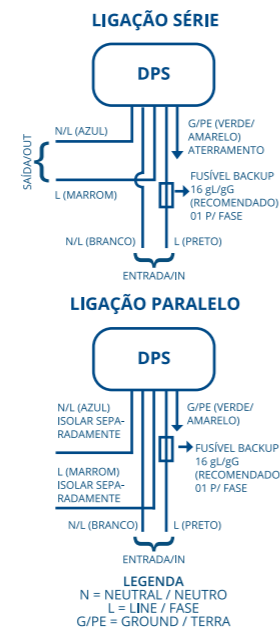 LIGAÇÃO SÉRIE
DPS
N/L (AZUL)
SAÍDA/OUT
L (MARROM)
G/PE (VERDE/
AMARELO)
ATERRAMENTO
FUSÍVEL BACKUP
16 gL/gG
(RECOMENDADO)
01 P/ FASE
N/L (BRANCO)
L (PRETO)
ENTRADA/IN
LIGAÇÃO PARALELO
DPS
N/L (AZUL)
ISOLAR SEPA-
RADAMENTE
L (MARROM)
ISOLAR SEPA-
RADAMENTE
G/PE (VERDE/
AMARELO)
FUSÍVEL BACKUP
16 gL/gG
(RECOMENDADO
01 P/ FASE
N/L (BRANCO)
L (PRETO)
ENTRADA/IN
LEGENDA
N = NEUTRAL / NEUTRO
L = LINE / FASE
G/PE = GROUND / TERRA